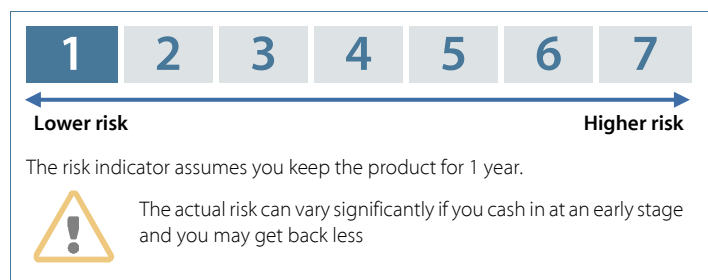 1 2 3 4 5 6 7
Lower risk Higher risk
The risk indicator assumes you keep the product for 1 year.
The actual risk can vary significantly if you cash in at an early stage
and you may get back less